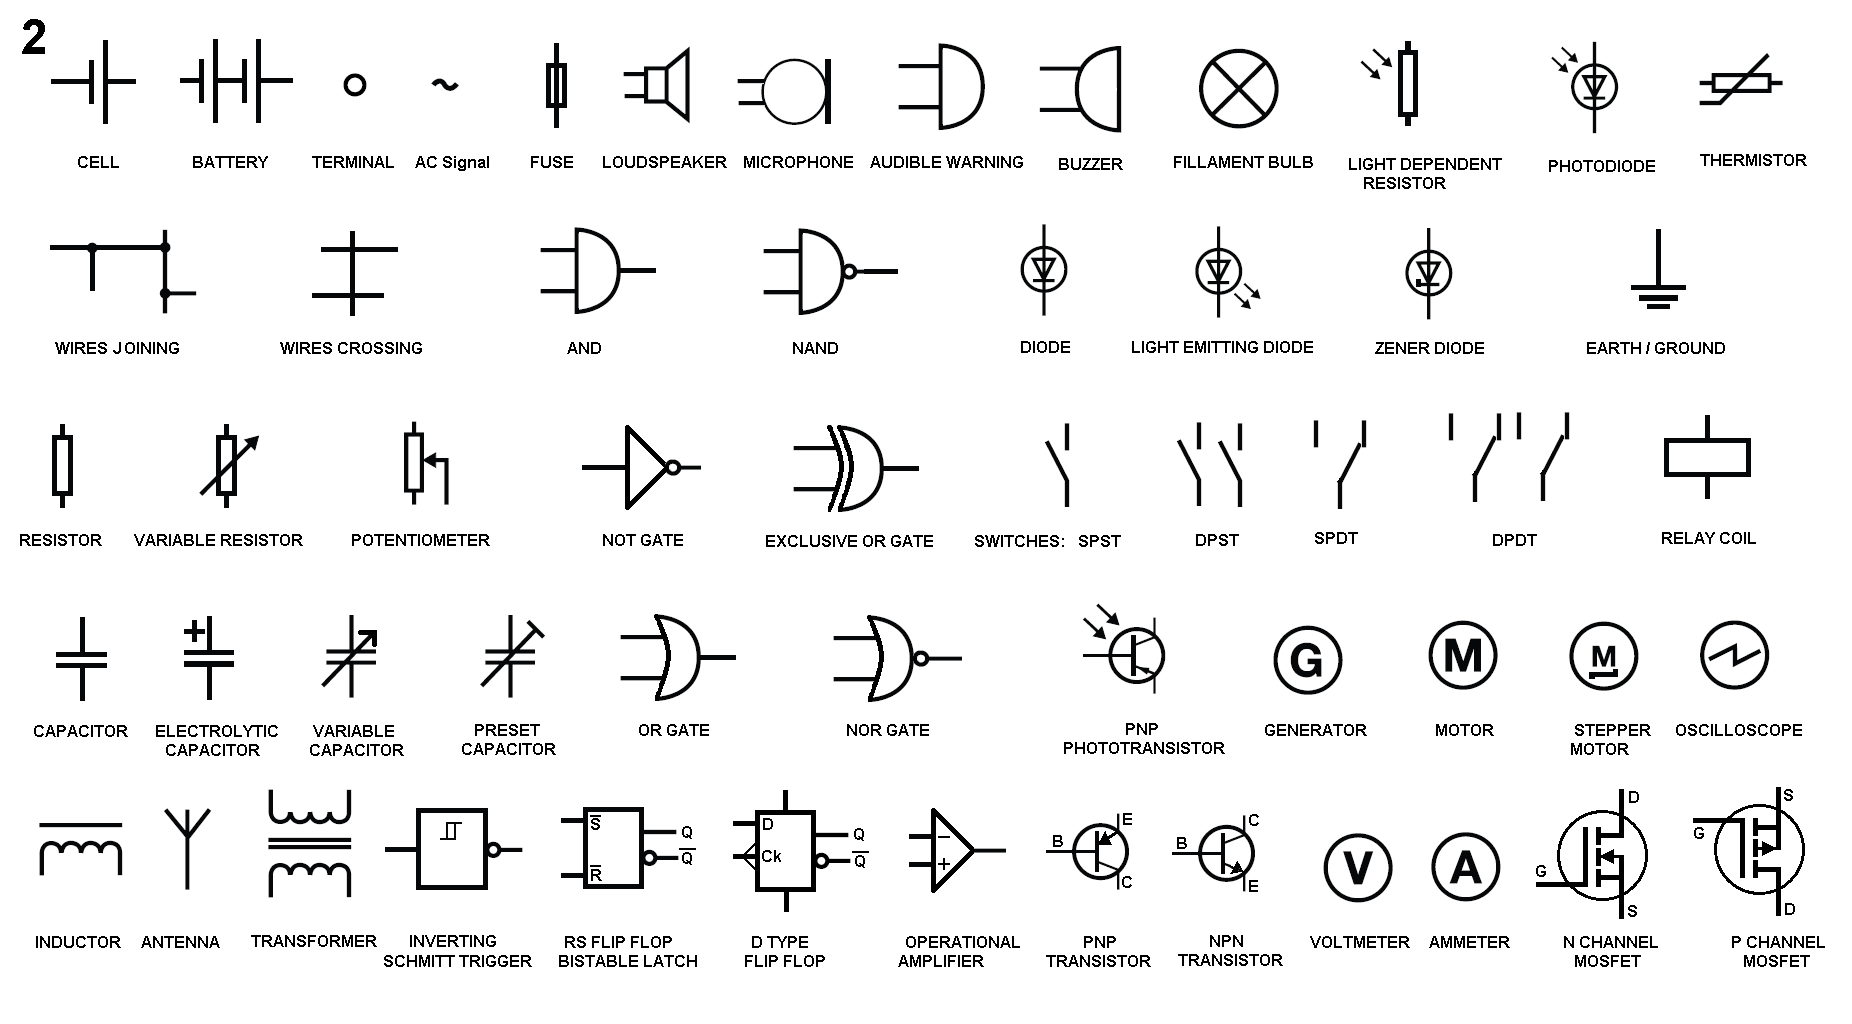 2
CELL
BATTERY
TERMINAL
AC Signal
FUSE
LOUDSPEAKER
MICROPHONE
AUDIBLE WARNING
BUZZER
FILLAMENT BULB
LIGHT DEPENDENT
RESISTOR
PHOTODIODE
THERMISTOR
WIRES JOINING
WIRES CROSSING
AND
NAND
DIODE
LIGHT EMITTING DIODE
ZENER DIODE
EARTH / GROUND
RESISTOR
VARIABLE RESISTOR
POTENTIOMETER
NOT GATE
EXCLUSIVE OR GATE
SWITCHES: SPST
DPST
SPDT
DPDT
RELAY COIL
+
CAPACITOR
ELECTROLYTIC
CAPACITOR
VARIABLE
CAPACITOR
PRESET
CAPACITOR
OR GATE
NOR GATE
PNP
PHOTOTRANSISTOR
G
GENERATOR
M
MOTOR
M
STEPPER
MOTOR
OSCILLOSCOPE
INDUCTOR
ANTENNA
TRANSFORMER
INVERTING
SCHMITT TRIGGER
S̅
Q
Q̅
R̅
RS FLIP FLOP
BISTABLE LATCH
D
Q
Ck
Q̅
D TYPE
FLIP FLOP
−
+
OPERATIONAL
AMPLIFIER
E
B
C
PNP
TRANSISTOR
C
B
E
NPN
TRANSISTOR
V
VOLTMETER
A
AMMETER
D
G
S
N CHANNEL
MOSFET
S
G
D
P CHANNEL
MOSFET